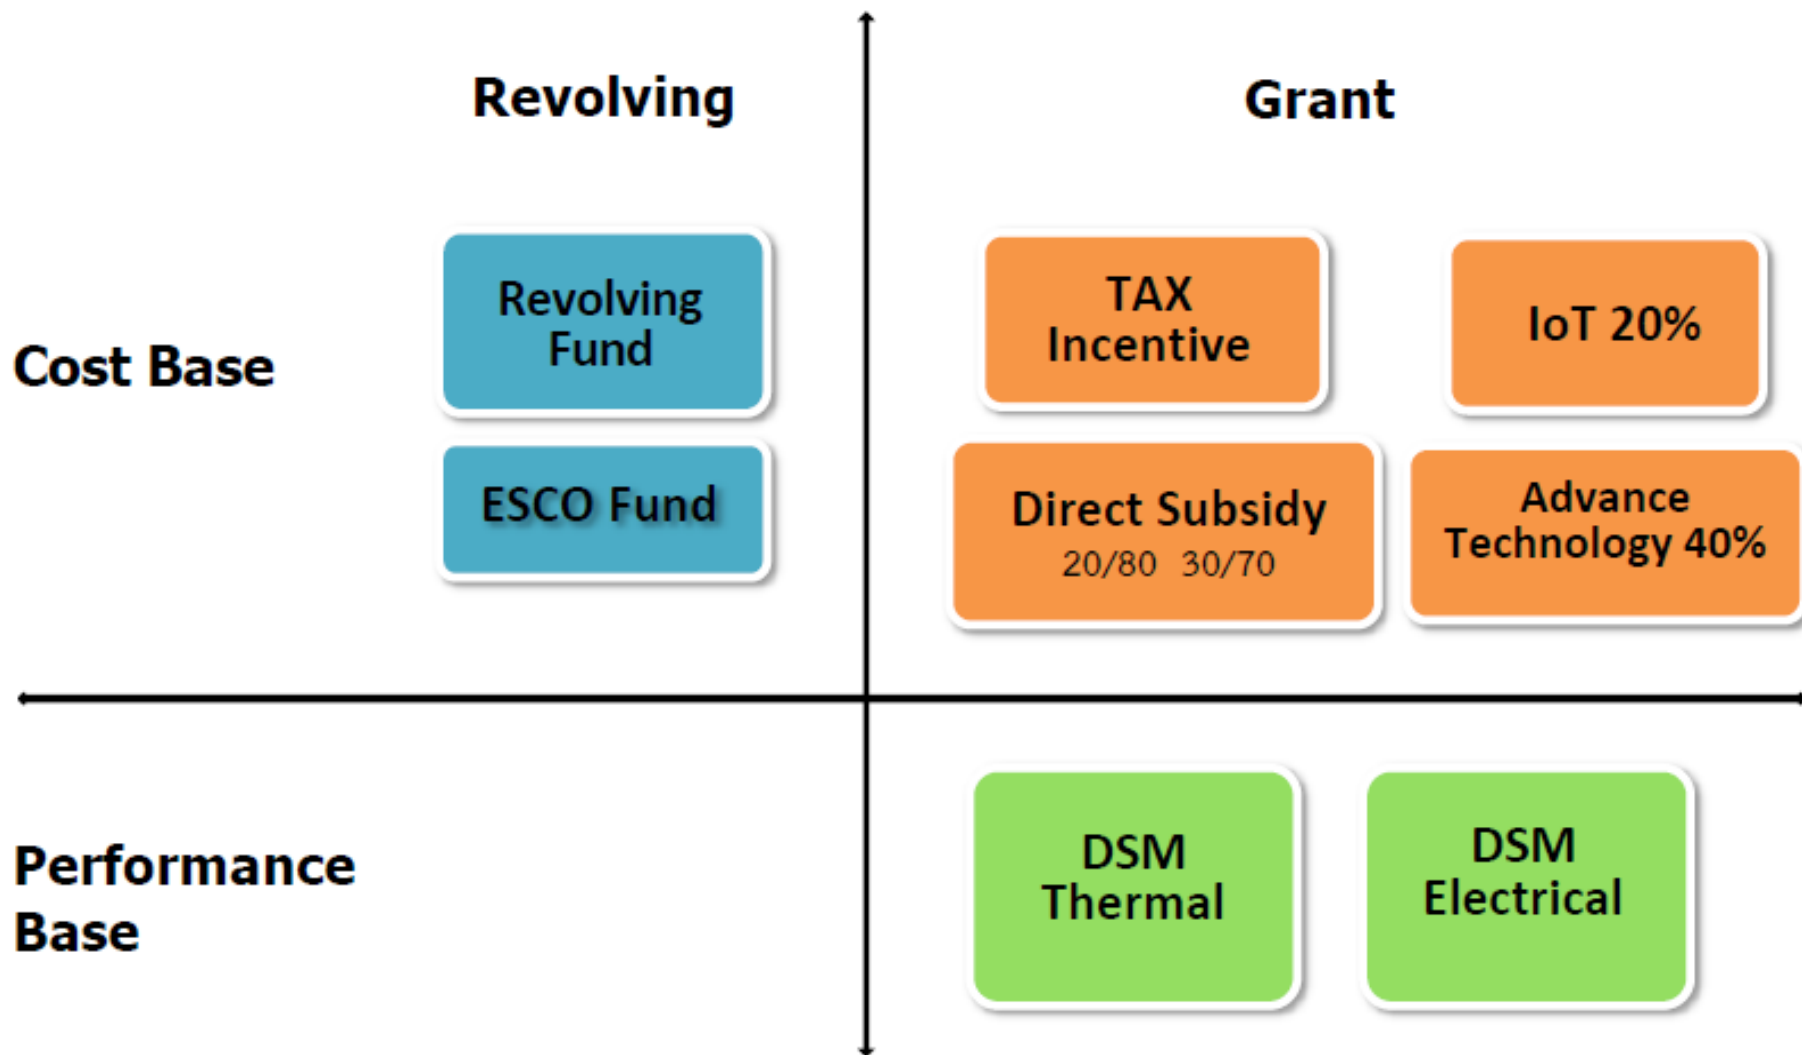 Revolving
Grant
Cost Base
Revolving
Fund
TAX
Incentive
IoT 20%
ESCO Fund
Direct Subsidy
20/80 30/70
Advance
Technology 40%
Performance
Base
DSM
Thermal
DSM
Electrical